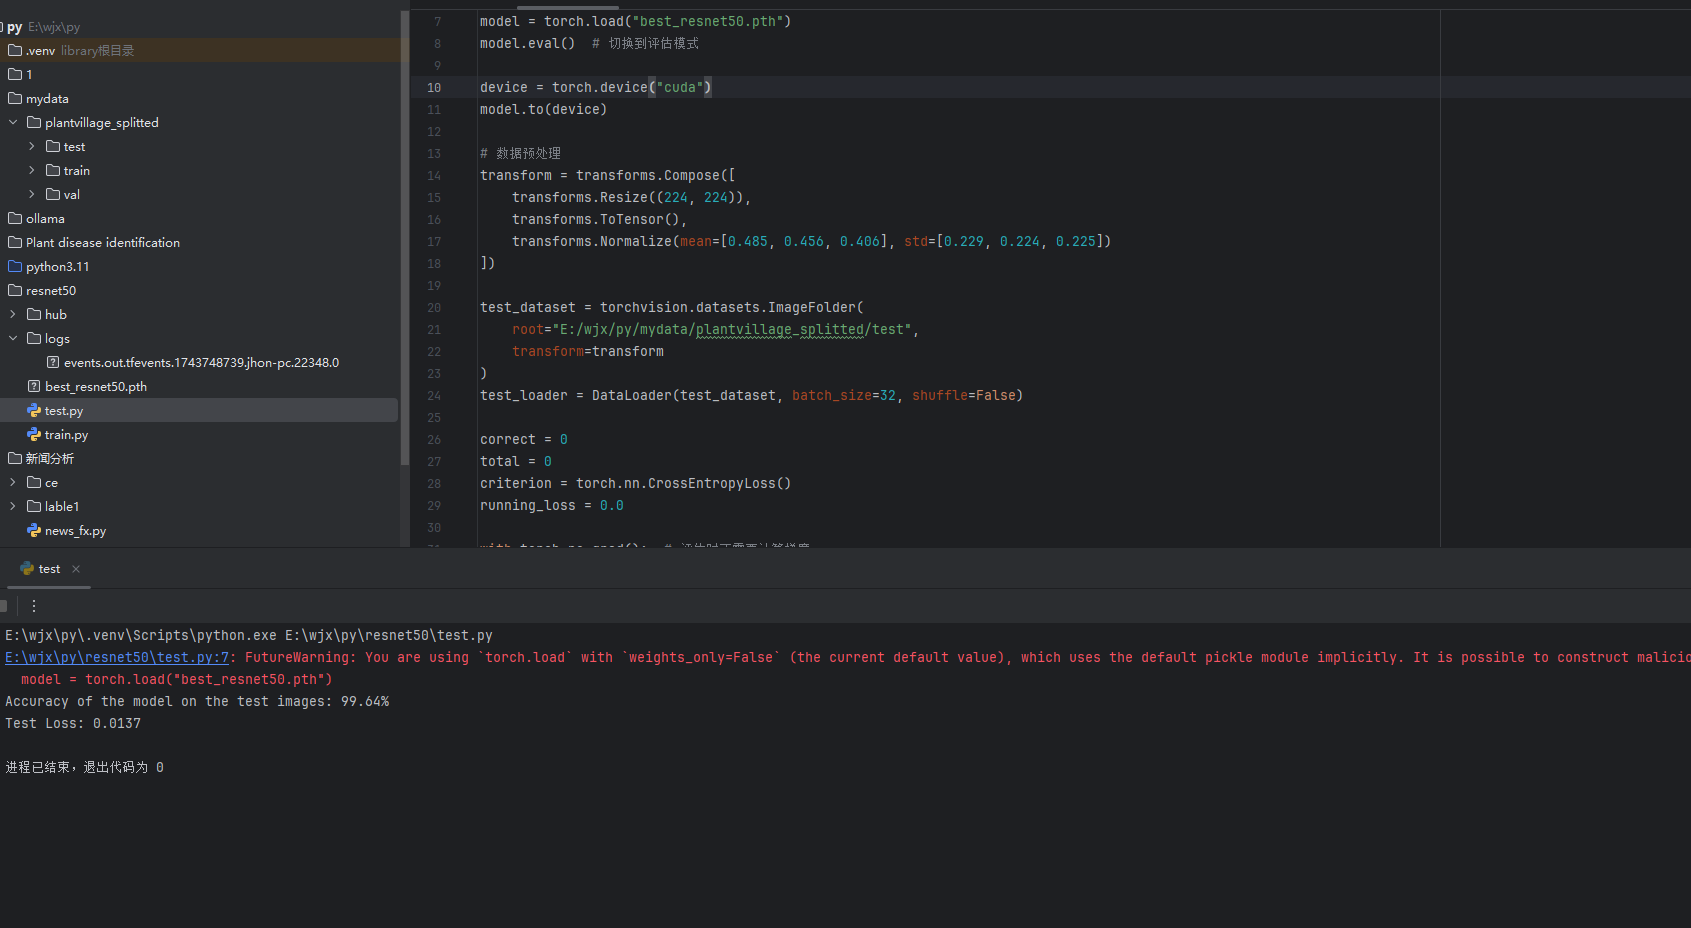 py E:\wjx\py
.venv library根目录
1
mydata
plantvillage_splitted
test
train
val
ollama
Plant disease identification
python3.11
resnet50
hub
logs
events.out.tfevents.1743748739.jhon-pc.22348.0
best_resnet50.pth
test.py
train.py
新闻分析
ce
lable1
news_fx.py
7 model = torch.load("best_resnet50.pth")
8 model.eval()  # 切换到评估模式
9
10 device = torch.device("cuda")
11 model.to(device)
12
13 # 数据预处理
14 transform = transforms.Compose([
15     transforms.Resize((224, 224)),
16     transforms.ToTensor(),
17     transforms.Normalize(mean=[0.485, 0.456, 0.406], std=[0.229, 0.224, 0.225])
18 ])
19
20 test_dataset = torchvision.datasets.ImageFolder(
21     root="E:/wjx/py/mydata/plantvillage_splitted/test",
22     transform=transform
23 )
24 test_loader = DataLoader(test_dataset, batch_size=32, shuffle=False)
25
26 correct = 0
27 total = 0
28 criterion = torch.nn.CrossEntropyLoss()
29 running_loss = 0.0
30
test
E:\wjx\py\.venv\Scripts\python.exe E:\wjx\py\resnet50\test.py
E:\wjx\py\resnet50\test.py:7: FutureWarning: You are using `torch.load` with `weights_only=False` (the current default value), which uses the default pickle module implicitly. It is possible to construct malicio
  model = torch.load("best_resnet50.pth")
Accuracy of the model on the test images: 99.64%
Test Loss: 0.0137
进程已结束，退出代码为 0